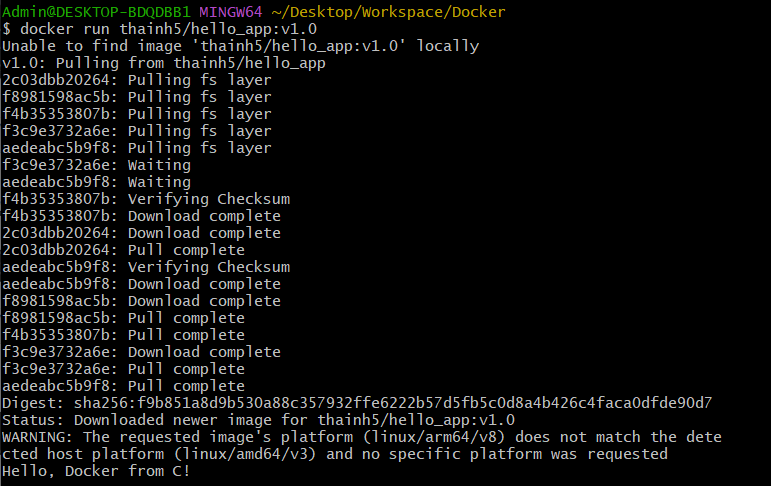 Admin@DESKTOP-BDQDBB1 MINGW64 ~/Desktop/Workspace/Docker
$ docker run thainh5/hello_app:v1.0
Unable to find image 'thainh5/hello_app:v1.0' locally
v1.0: Pulling from thainh5/hello_app
2c03dbb20264: Pulling fs layer
f8981598ac5b: Pulling fs layer
f4b35353807b: Pulling fs layer
f3c9e3732a6e: Pulling fs layer
aedeabc5b9f8: Pulling fs layer
f3c9e3732a6e: Waiting
aedeabc5b9f8: Waiting
f4b35353807b: Verifying Checksum
f4b35353807b: Download complete
2c03dbb20264: Download complete
2c03dbb20264: Pull complete
aedeabc5b9f8: Verifying Checksum
aedeabc5b9f8: Download complete
f8981598ac5b: Download complete
f8981598ac5b: Pull complete
f4b35353807b: Pull complete
f3c9e3732a6e: Download complete
f3c9e3732a6e: Pull complete
aedeabc5b9f8: Pull complete
Digest: sha256:f9b851a8d9b530a88c357932ffe6222b57d5fb5c0d8a4b426c4faca0dfde90d7
Status: Downloaded newer image for thainh5/hello_app:v1.0
WARNING: The requested image's platform (linux/arm64/v8) does not match the dete
cted host platform (linux/amd64/v3) and no specific platform was requested
Hello, Docker from C!